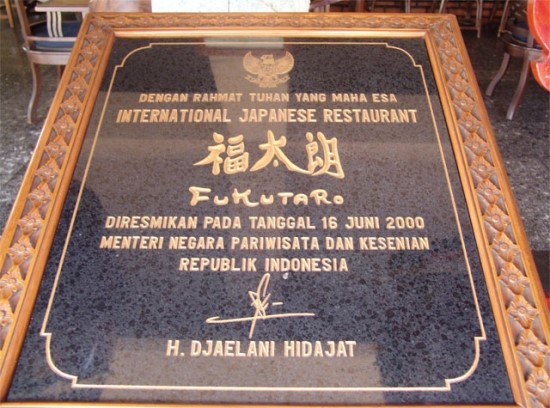 DENGAN RAHMAT TUHAN YANG MAHA ESA
INTERNATIONAL JAPANESE RESTAURANT
福太朗
FUKUTARO
DIRESMIKAN PADA TANGGAL 16 JUNI 2000
MENTERI NEGARA PARIWISATA DAN KESENIAN
REPUBLIK INDONESIA
H. DJAELANI HIDAJAT